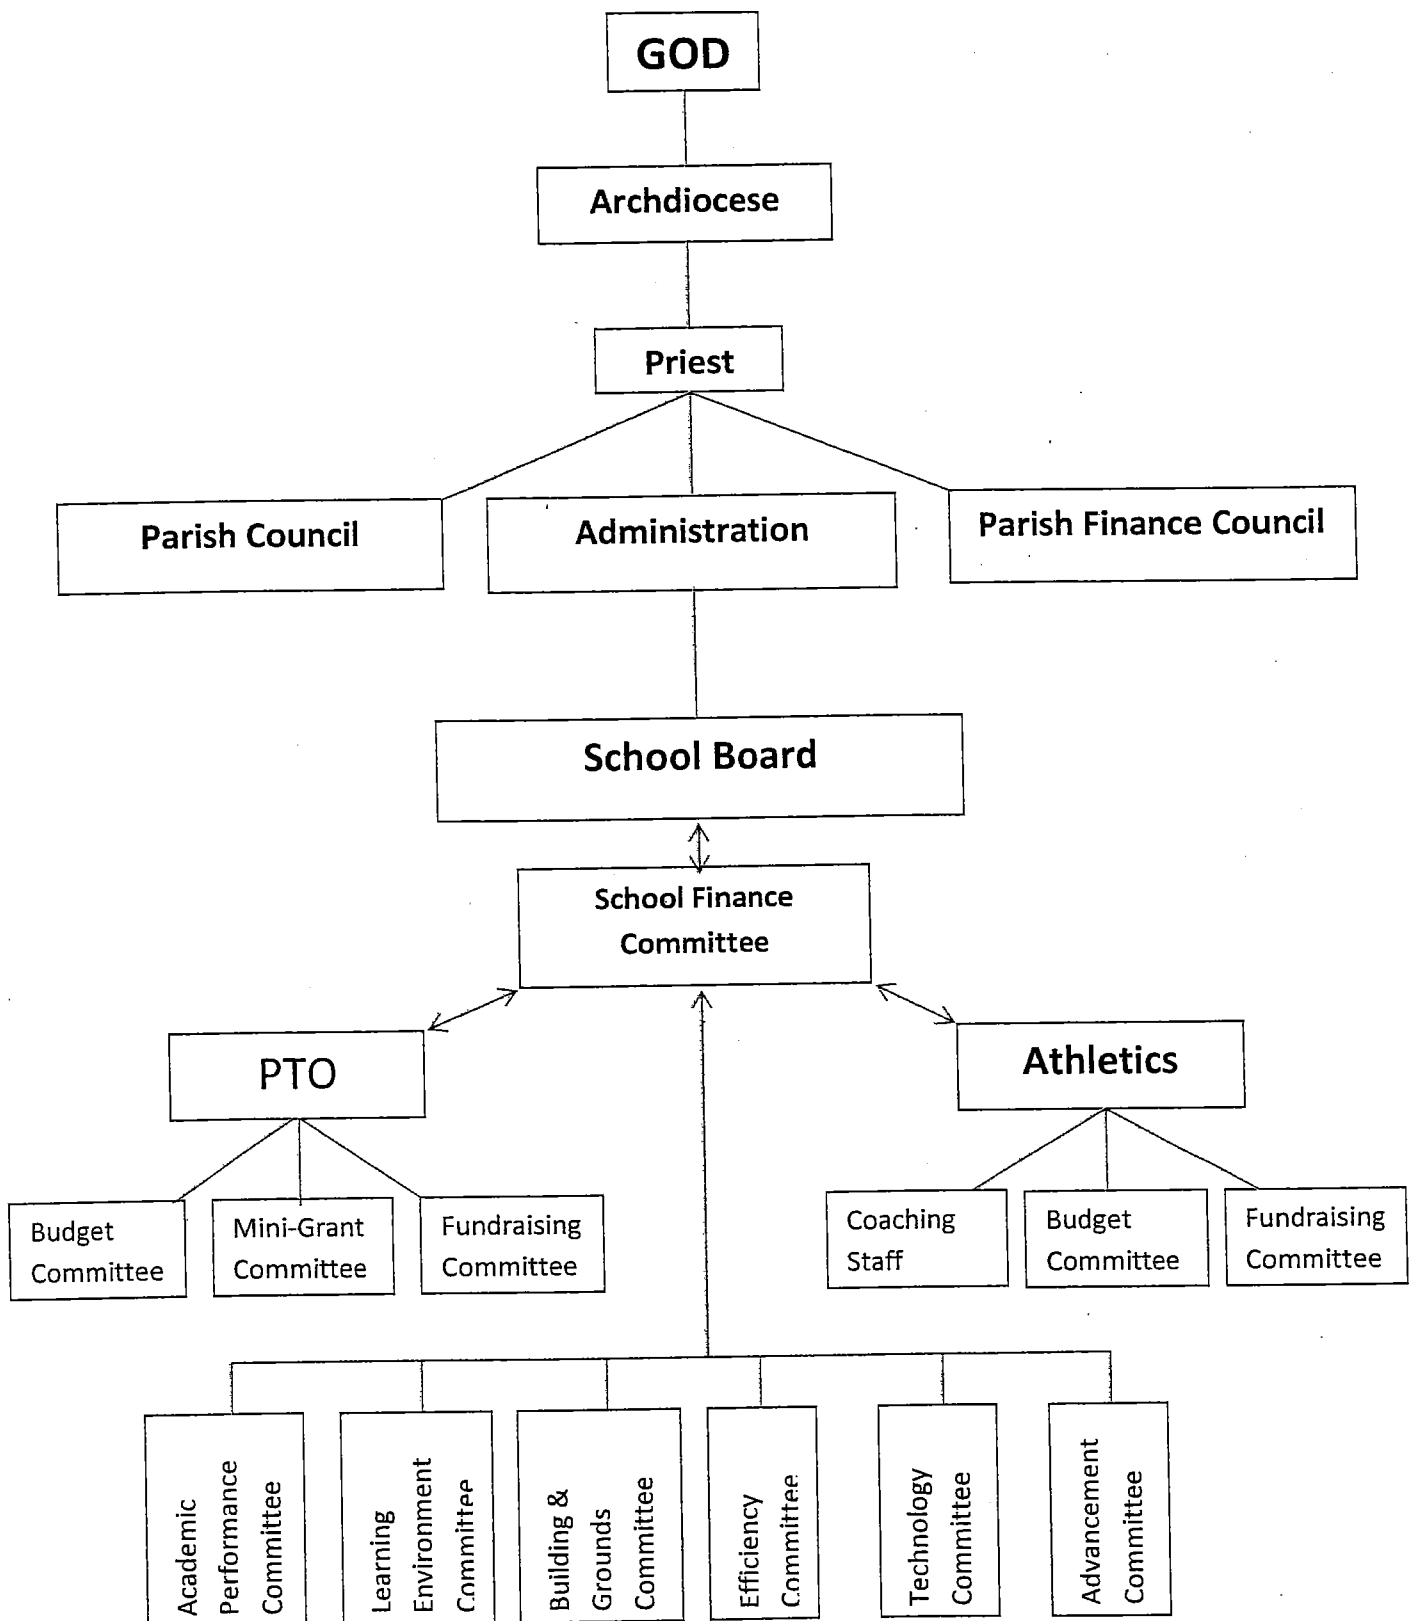 GOD
Archdiocese
Priest
Parish Council
Administration
Parish Finance Council
School Board
School Finance
Committee
PTO
Athletics
Budget
Committee
Mini-Grant
Committee
Fundraising
Committee
Coaching
Staff
Budget
Committee
Fundraising
Committee
Academic
Performance
Committee
Learning
Environment
Committee
Building &
Grounds
Committee
Efficiency
Committee
Technology
Committee
Advancement
Committee